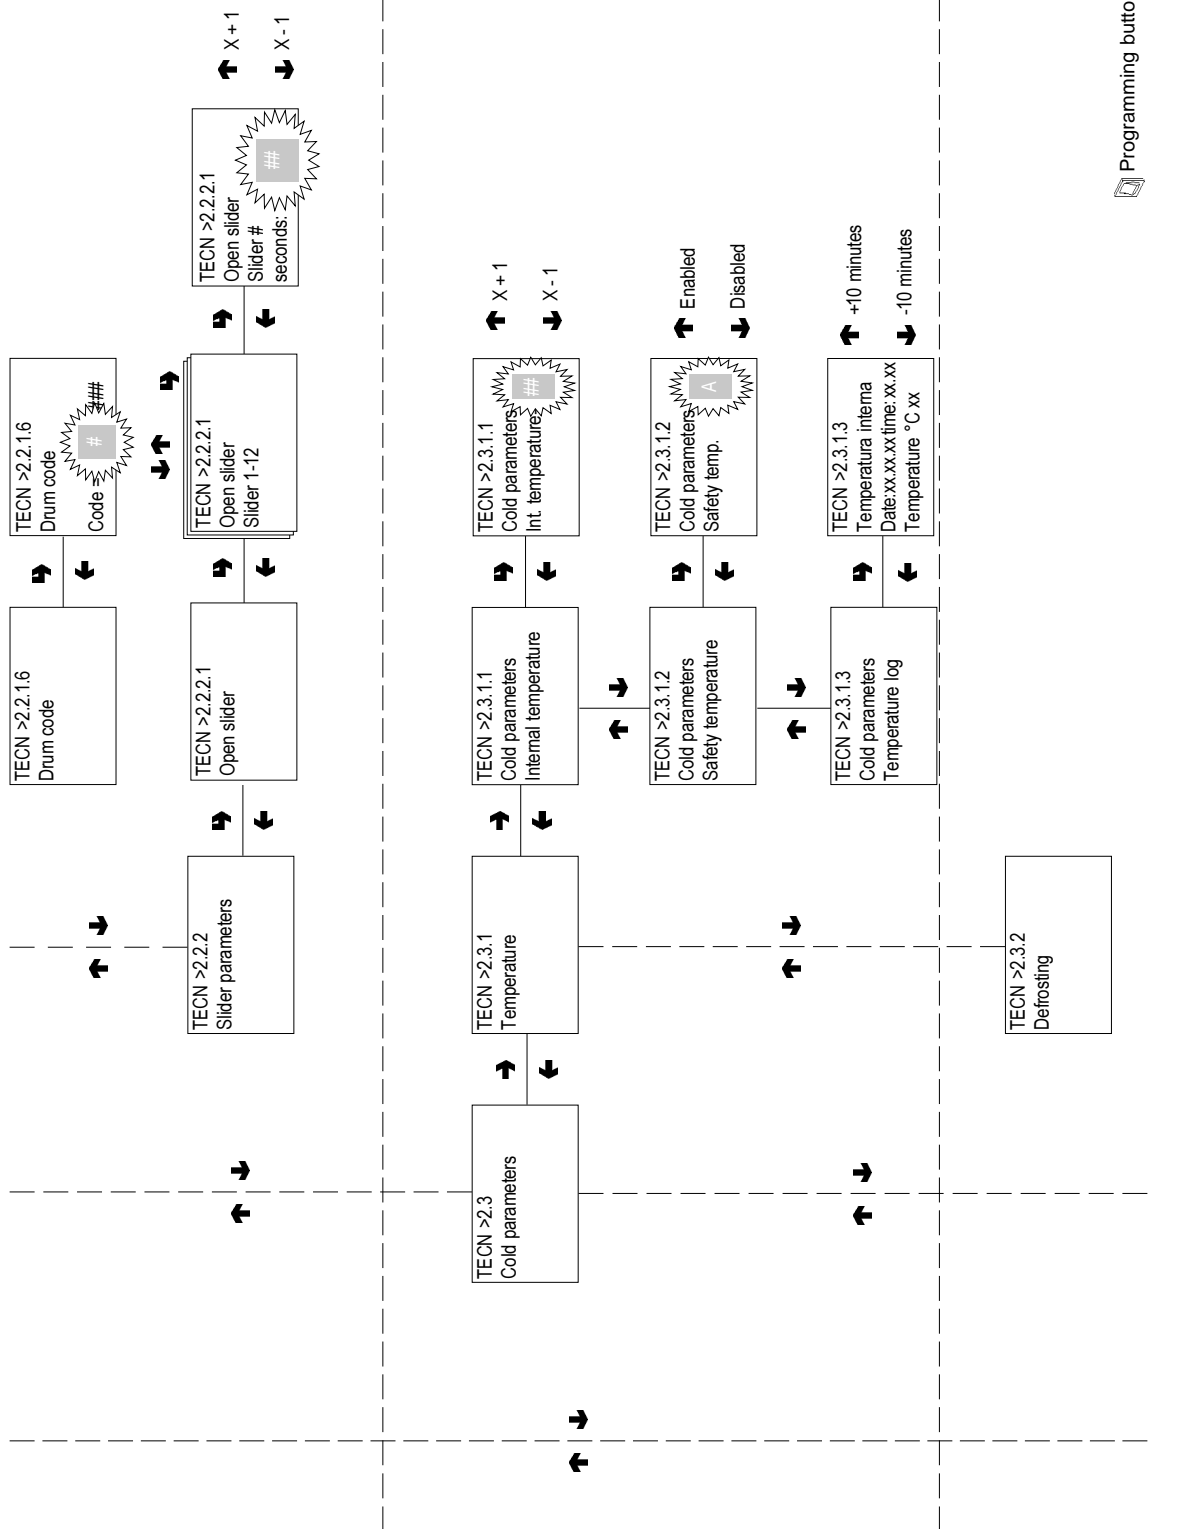 TECN >2.2.1.6
Drum code
TECN >2.2.1.6
Drum code
Code = # ##
TECN >2.2.2
Slider parameters
TECN >2.2.2.1
Open slider
TECN >2.2.2.1
Open slider
Slider 1-12
TECN >2.2.2.1
Open slider
Slider #
seconds: ##
X + 1
X - 1
TECN >2.3
Cold parameters
TECN >2.3.1
Temperature
TECN >2.3.1.1
Cold parameters
Internal temperature
TECN >2.3.1.1
Cold parameters
Int. temperature: ##
X + 1
X - 1
TECN >2.3.1.2
Cold parameters
Safety temperature
TECN >2.3.1.2
Cold parameters
Safety temp. A
Enabled
Disabled
TECN >2.3.1.3
Cold parameters
Temperature log
TECN >2.3.1.3
Temperatura interna
Date:xx.xx.xx time: xx.xx
Temperature °C xx
+10 minutes
-10 minutes
TECN >2.3.2
Defrosting
Programming butto